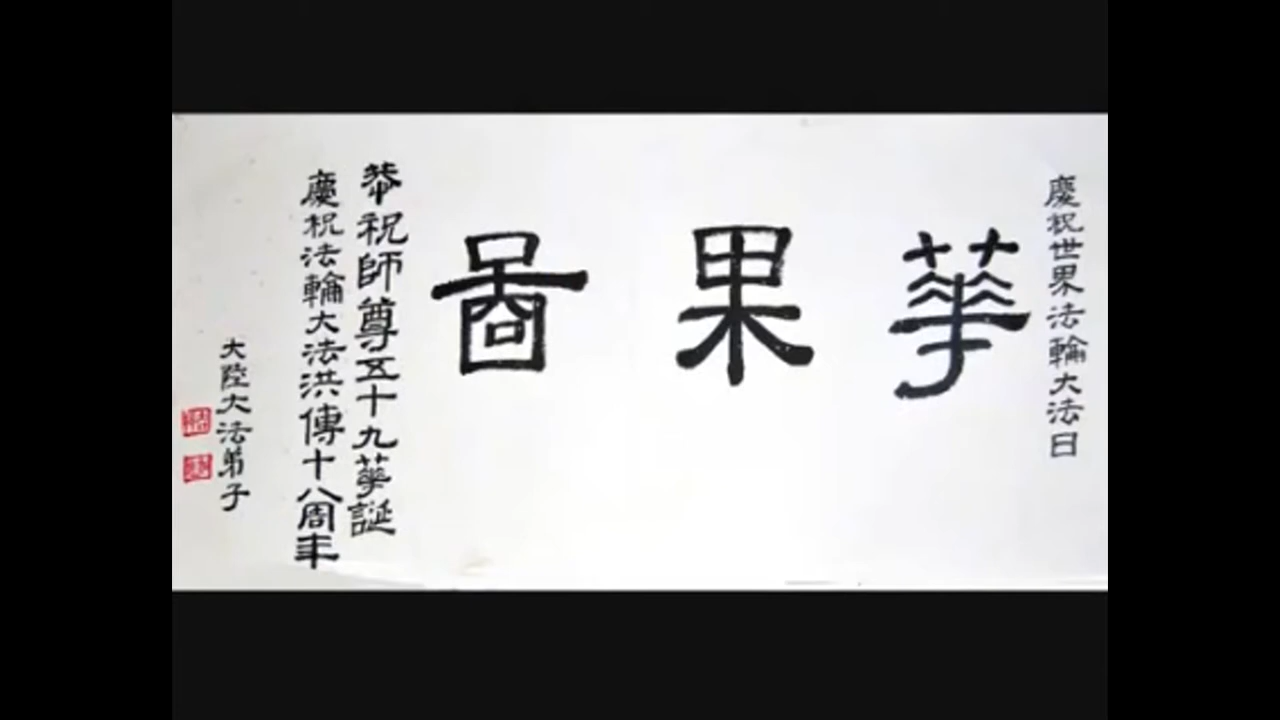 慶祝世界法輪大法日
華果啚
恭祝師尊五十九華誕
慶祝法輪大法洪傳十八周年
大陸大法弟子